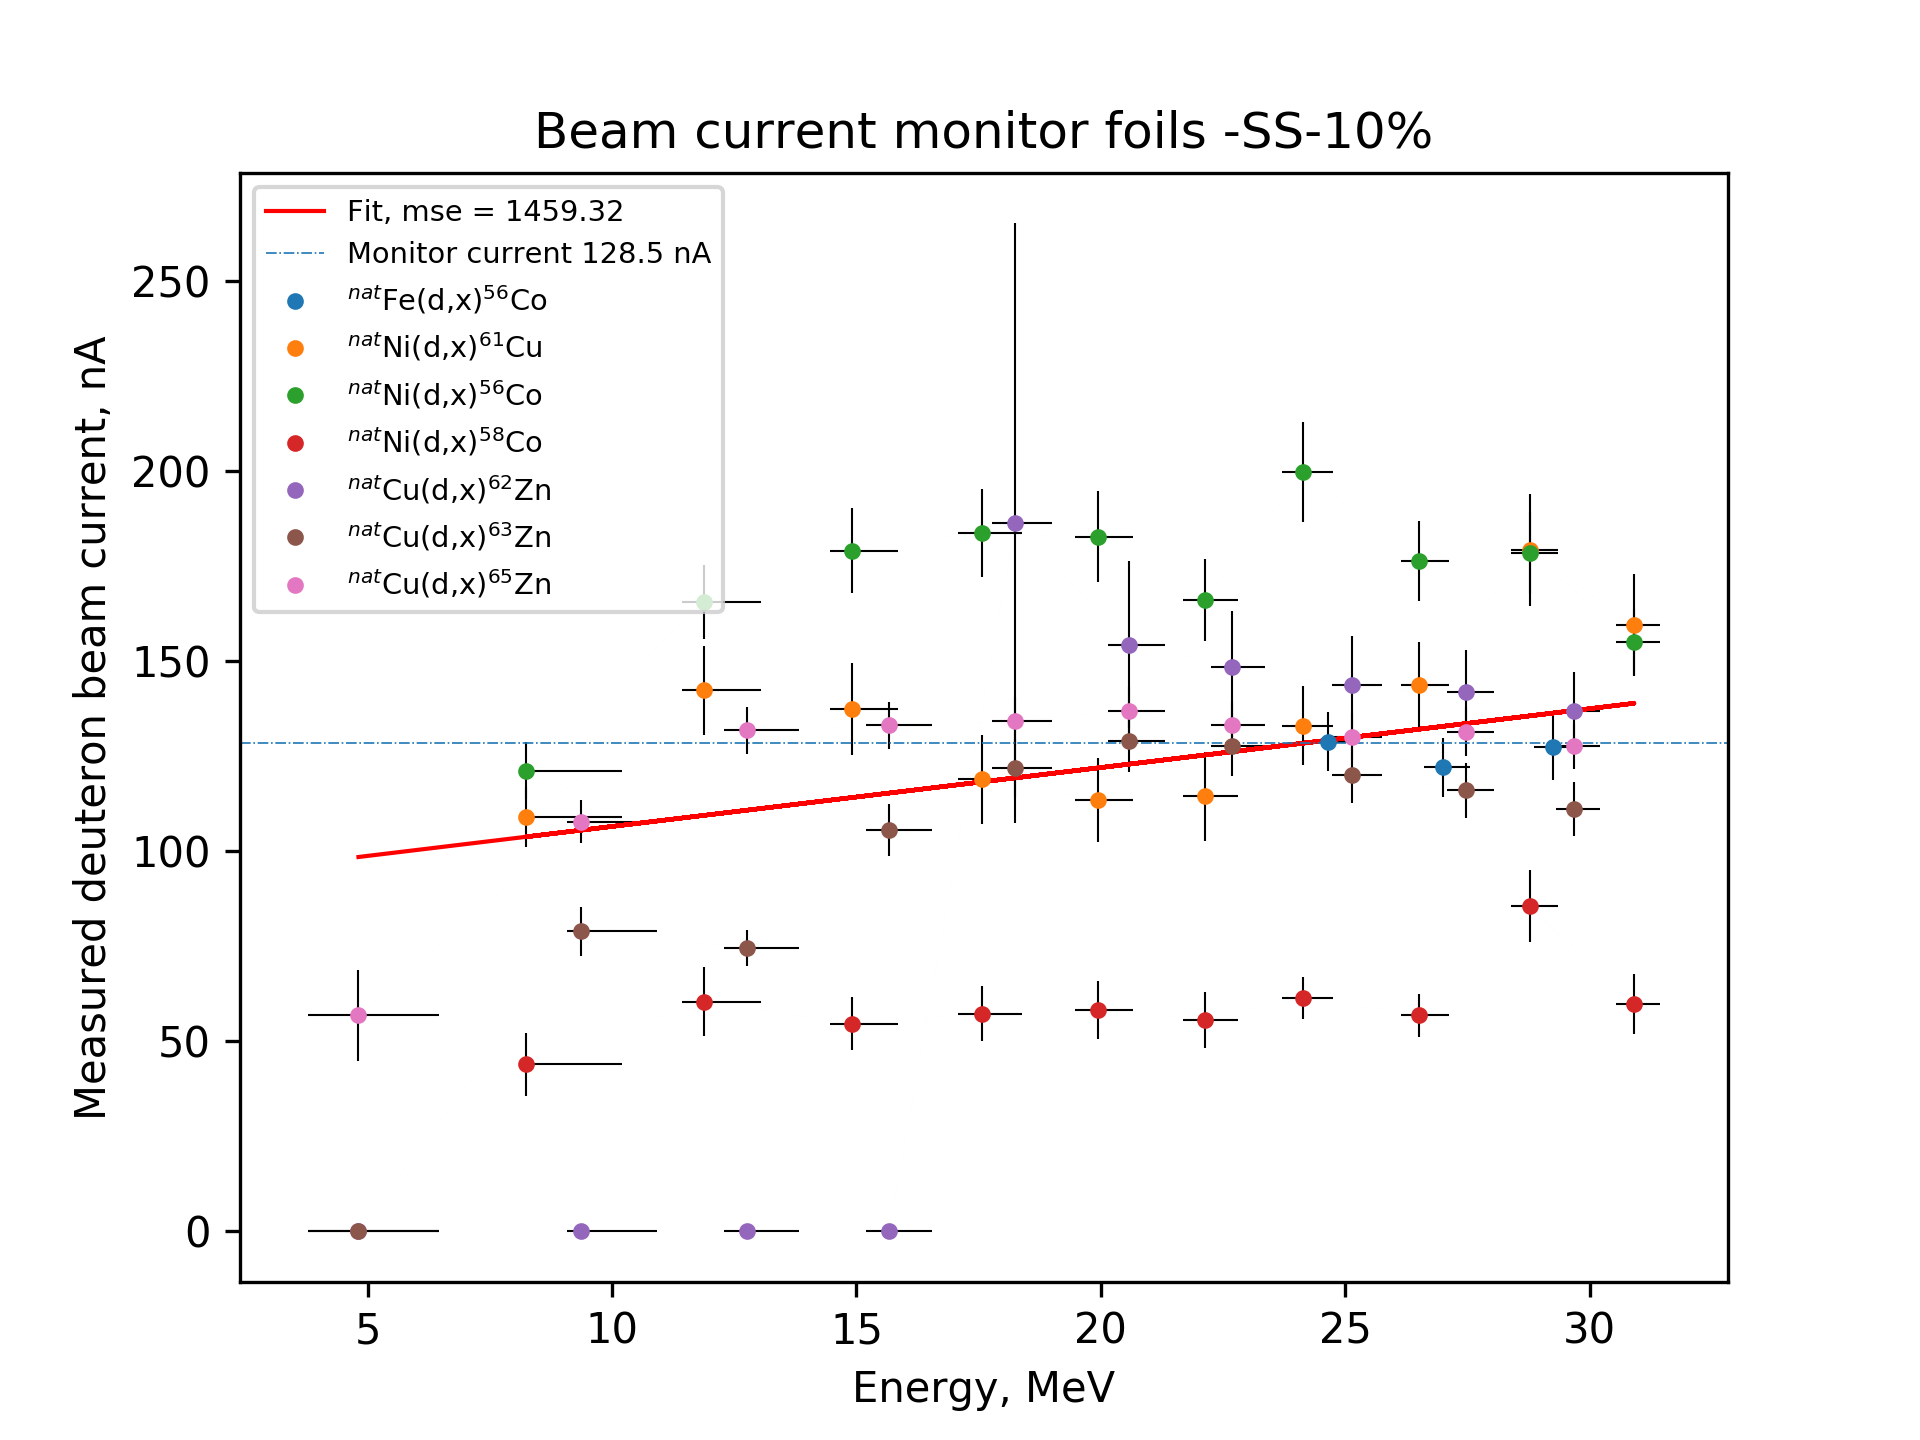 Beam current monitor foils -SS-10%
Fit, mse = 1459.32
Monitor current 128.5 nA
natFe(d,x)56Co
natNi(d,x)61Cu
natNi(d,x)56Co
natNi(d,x)58Co
natCu(d,x)62Zn
natCu(d,x)63Zn
natCu(d,x)65Zn
Measured deuteron beam current, nA
250
200
150
100
50
0
5 10 15 20 25 30
Energy, MeV